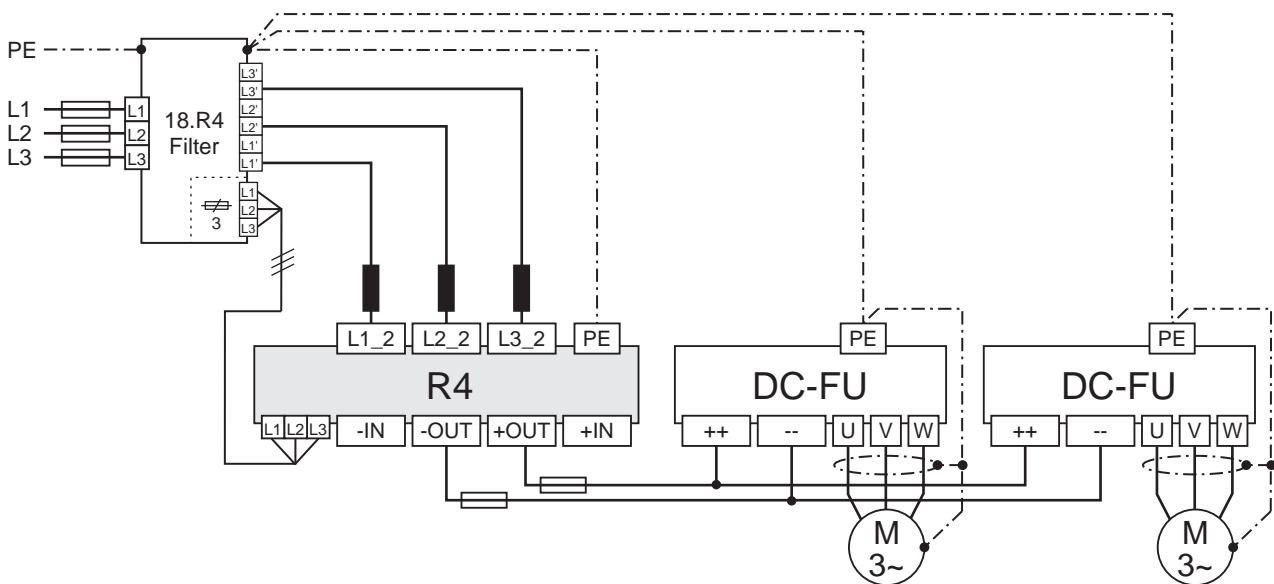 PE
L1
L2
L3
L1
L2
L3
18.R4
Filter
L3'
L3'
L2'
L2'
L1'
L1'
L1
L2
L3
3
L1_2
L2_2
L3_2
PE
R4
L1
L2
L3
-IN
-OUT
+OUT
+IN
PE
DC-FU
++
--
U
V
W
M
3~
PE
DC-FU
++
--
U
V
W
M
3~